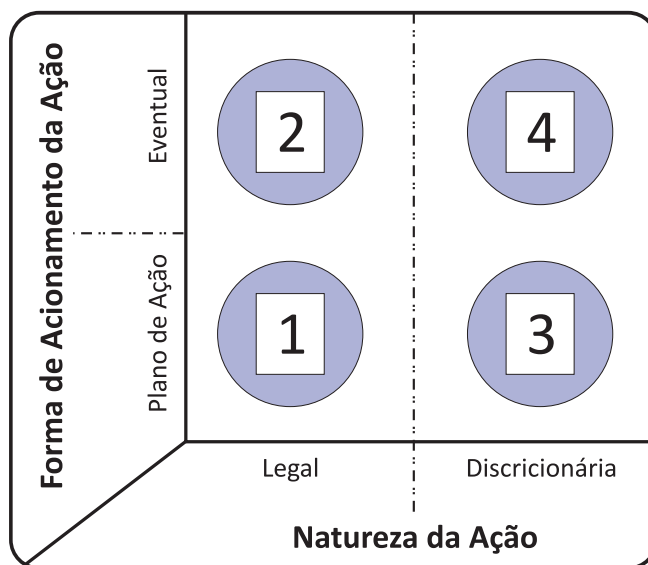 Forma de Acionamento da Ação
Eventual
Plano de Ação
2
4
1
3
Legal
Discricionária
Natureza da Ação